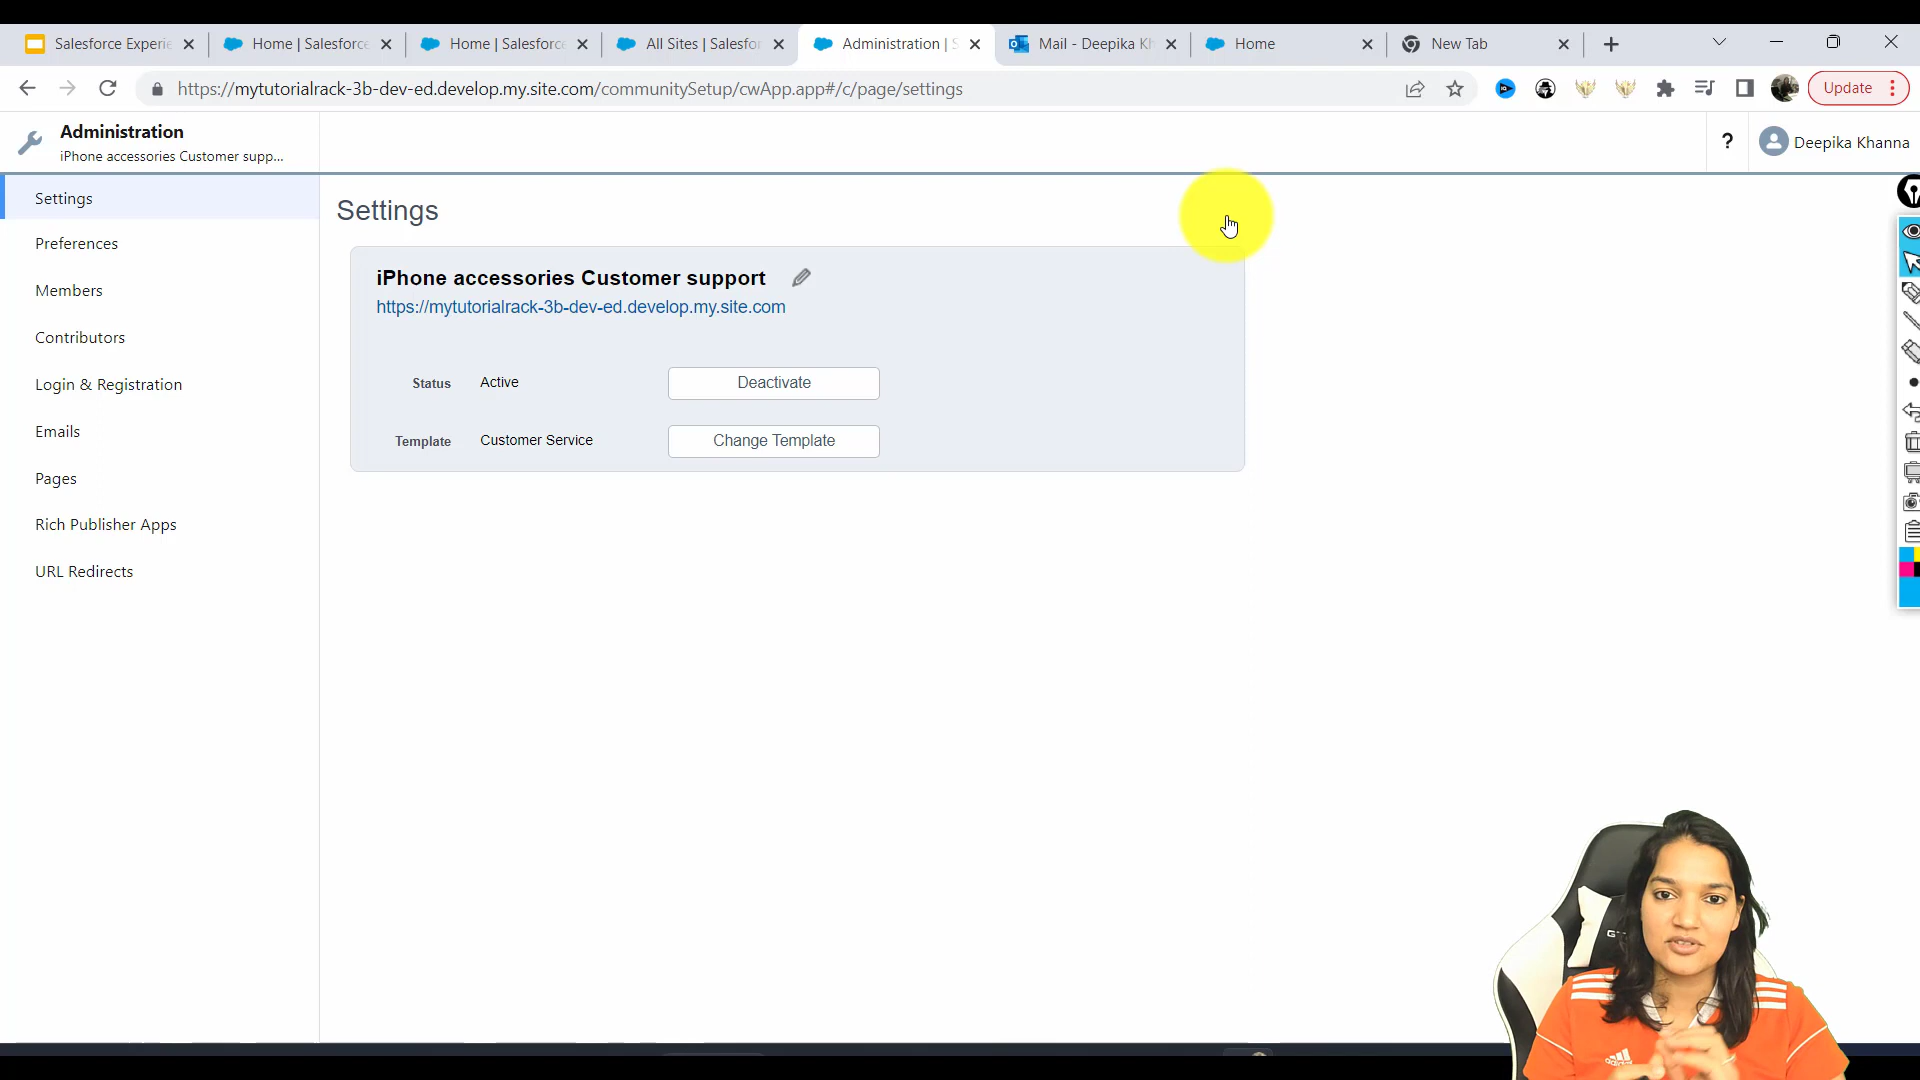 Salesforce Experie
Home | Salesforce
Home | Salesforce
All Sites | Salesfor
Administration | S
Mail - Deepika Kh
Home
New Tab
https://mytutorialrack-3b-dev-ed.develop.my.site.com/communitySetup/cwApp.app#/c/page/settings
Update
Administration
iPhone accessories Customer supp...
?
Deepika Khanna
Settings
Preferences
Members
Contributors
Login & Registration
Emails
Pages
Rich Publisher Apps
URL Redirects
Settings
iPhone accessories Customer support
https://mytutorialrack-3b-dev-ed.develop.my.site.com
Status Active Deactivate
Template Customer Service Change Template
adidas